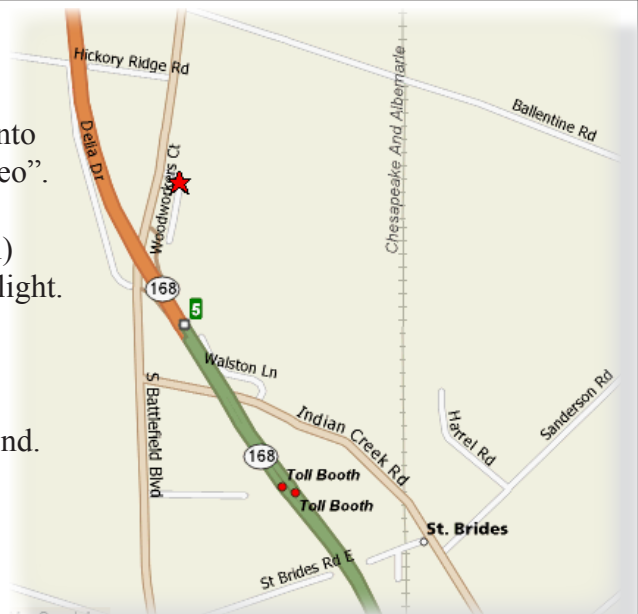 Hickory Ridge Rd
Ballentine Rd
nto
eo”.
Delia Dr
Woodworkers Ct
Chesapeake And Albemarle
)
light.
168
5
Walston Ln
S Battlefield Blvd
Indian Creek Rd
Sanderson Rd
Harrel Rd
nd.
168
Toll Booth
Toll Booth
St. Brides
St Brides Rd E